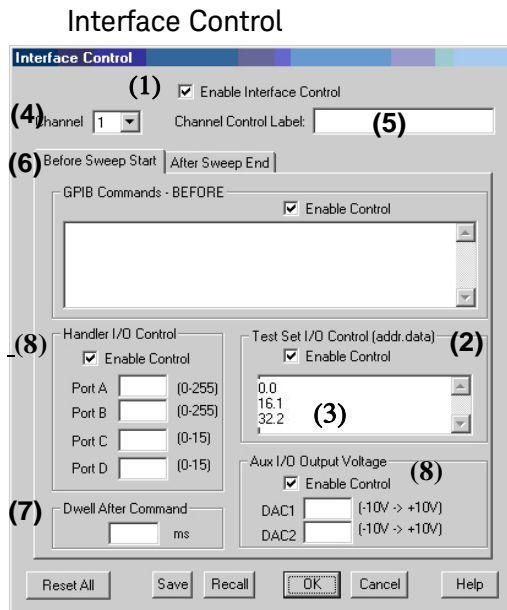 Interface Control
Interface Control
(1) Enable Interface Control
(4) Channel 1 Channel Control Label: (5)
(6) Before Sweep Start After Sweep End
GPIB Commands - BEFORE
Enable Control
(8) Handler I/O Control
Enable Control
Port A (0-255)
Port B (0-255)
Port C (0-15)
Port D (0-15)
Test Set I/O Control (addr.data) (2)
Enable Control
0.0
16.1
32.2
(3)
Aux I/O Output Voltage (8)
Enable Control
DAC1 (-10V -> +10V)
DAC2 (-10V -> +10V)
(7) Dwell After Command
ms
Reset All Save Recall OK Cancel Help